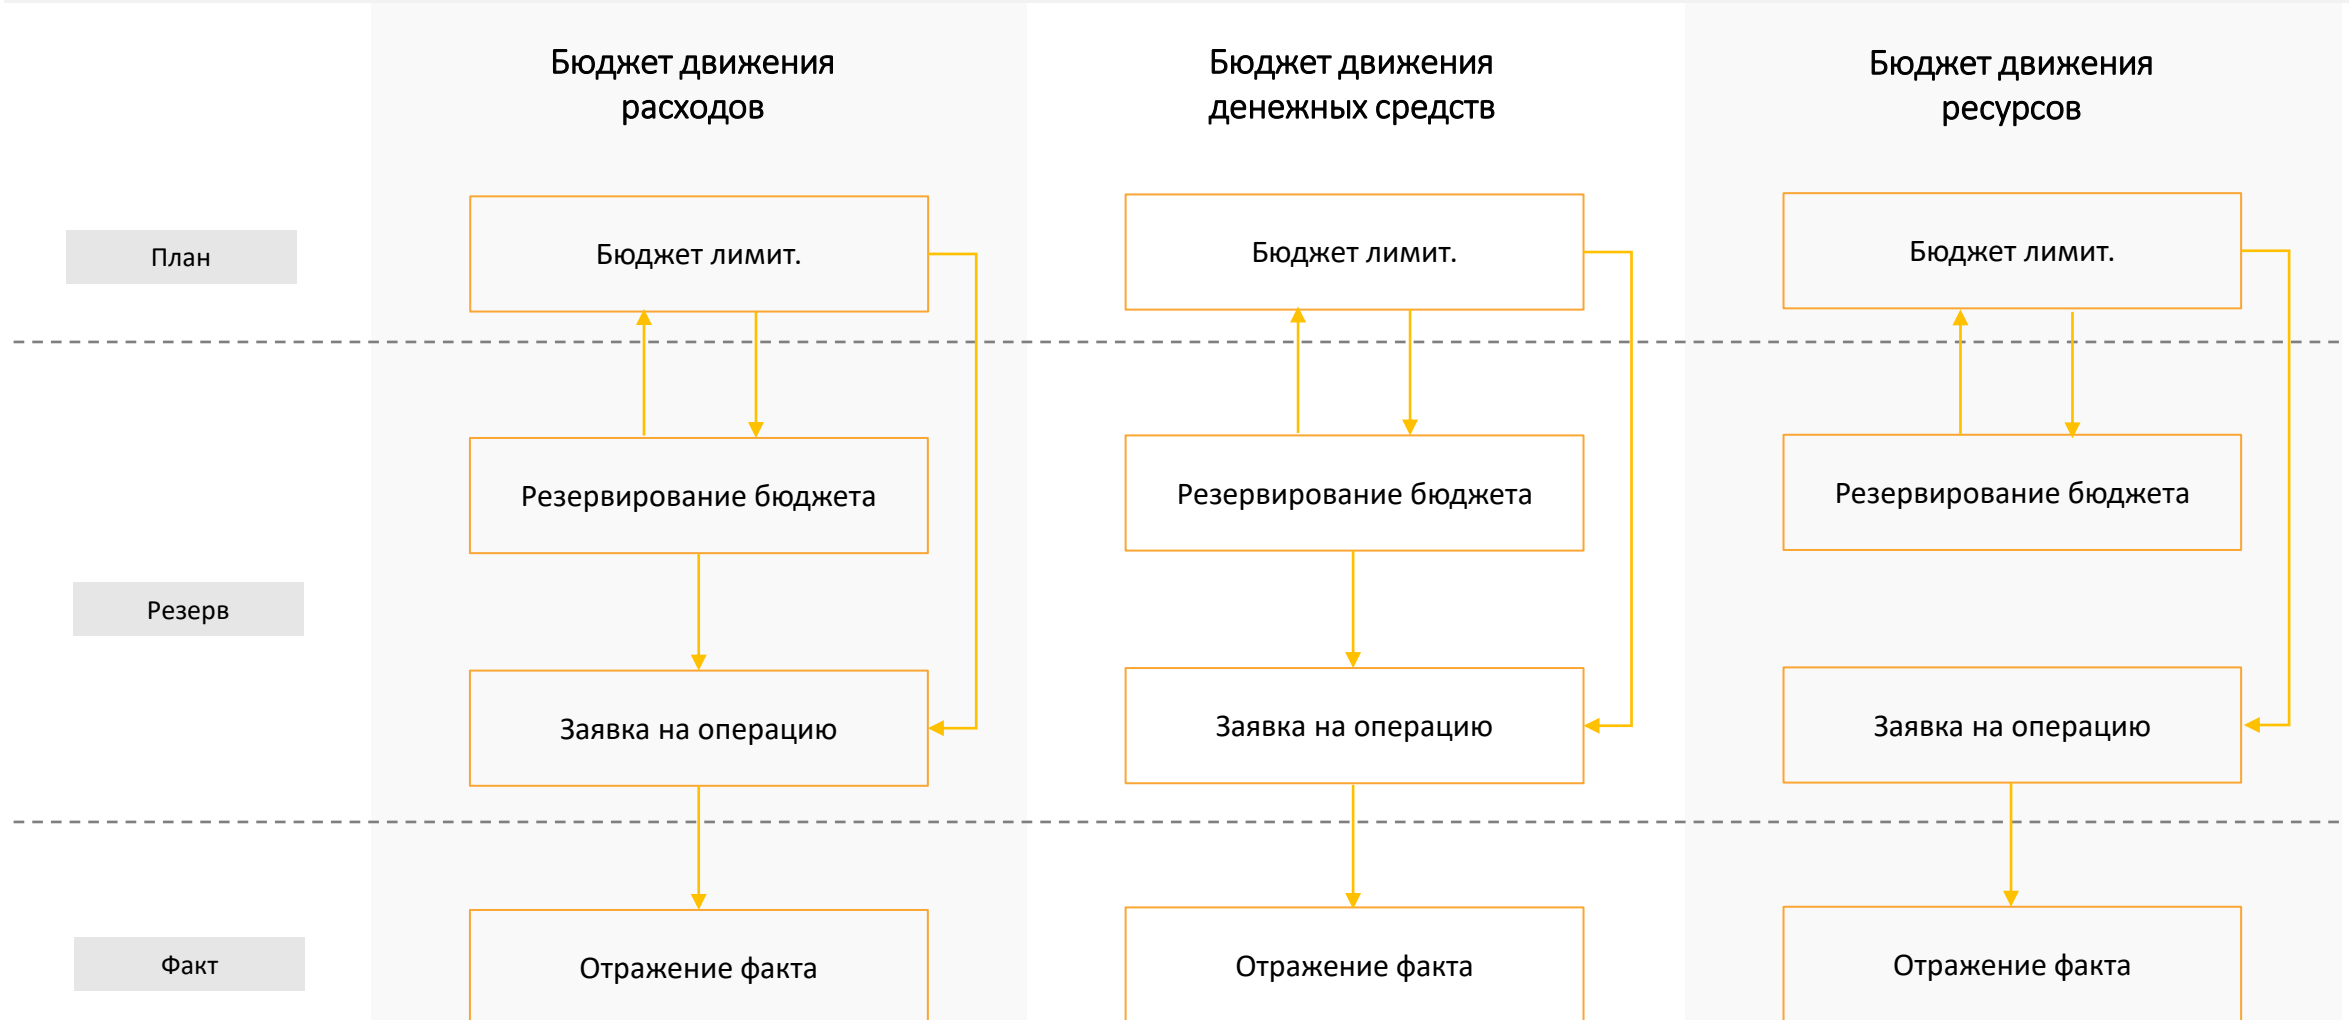 Бюджет движения
расходов
Бюджет движения
денежных средств
Бюджет движения
ресурсов
План
Бюджет лимит.
Бюджет лимит.
Бюджет лимит.
Резервирование бюджета
Резервирование бюджета
Резервирование бюджета
Резерв
Заявка на операцию
Заявка на операцию
Заявка на операцию
Факт
Отражение факта
Отражение факта
Отражение факта